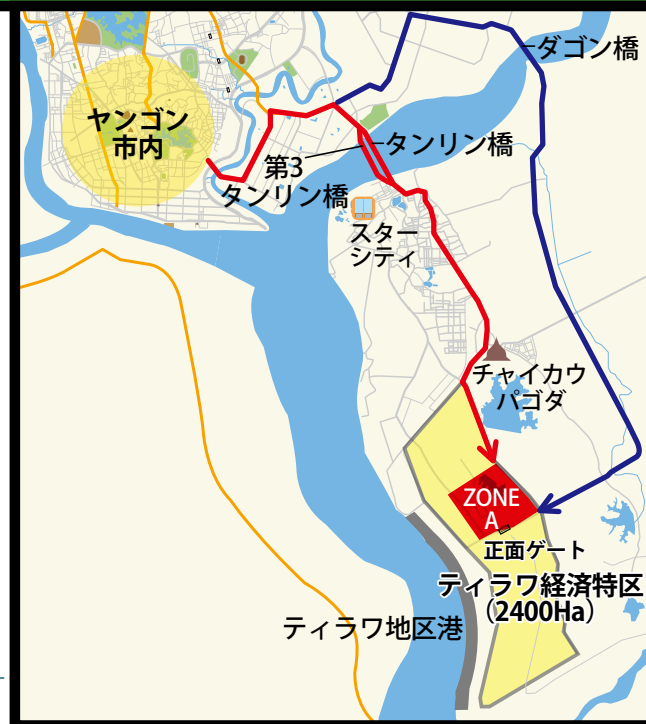 ダゴン橋
ヤンゴン
市内
タンリン橋
第3
タンリン橋
スター
シティ
チャイカウ
パゴダ
ZONE
A
正面ゲート
ティラワ経済特区
(2400Ha)
ティラワ地区港